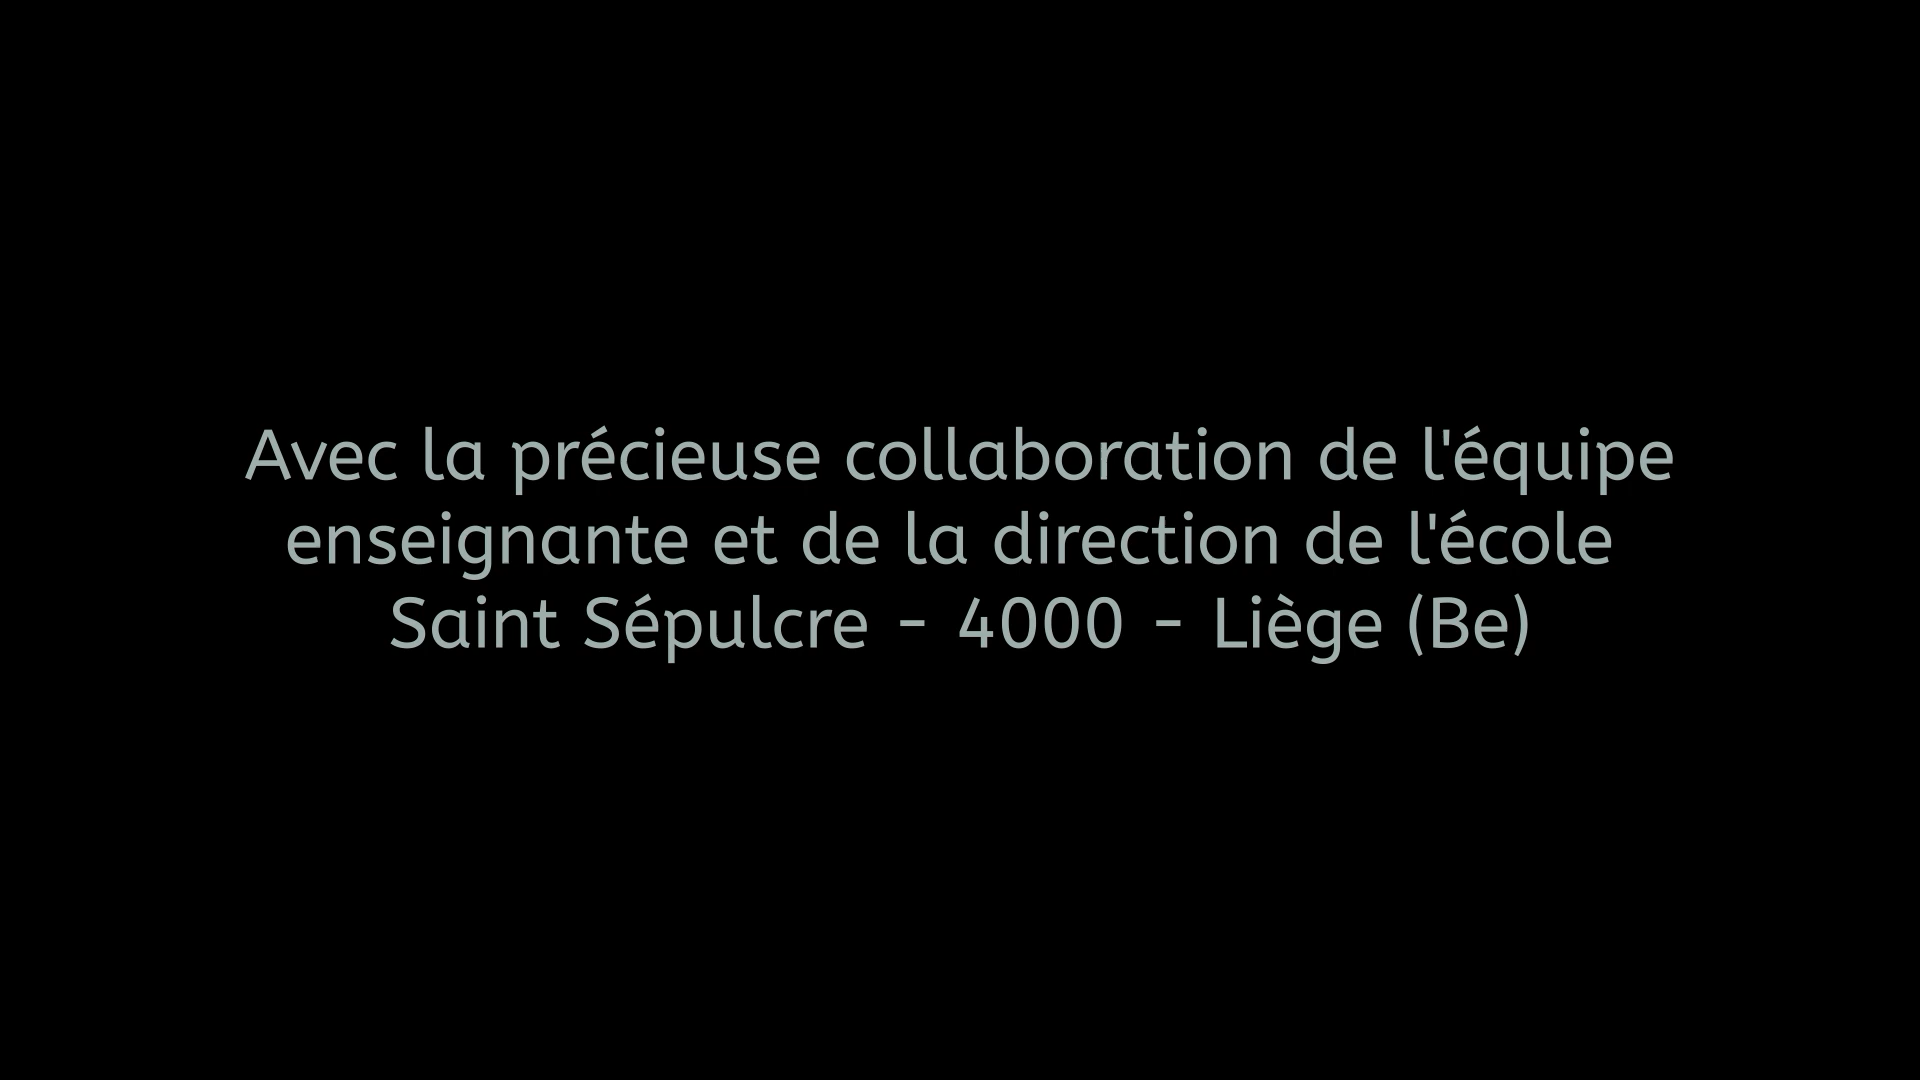 Avec la précieuse collaboration de l'équipe
enseignante et de la direction de l'école
Saint Sépulcre - 4000 - Liège (Be)